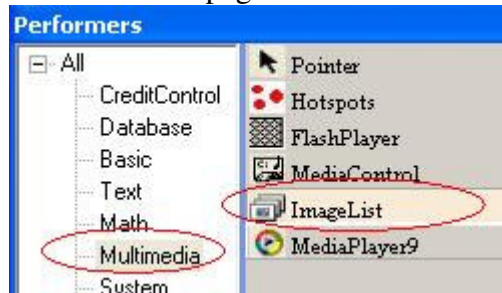 Performers
All
CreditControl
Database
Basic
Text
Math
Multimedia
System
Pointer
Hotspots
FlashPlayer
MediaControl
ImageList
MediaPlayer9